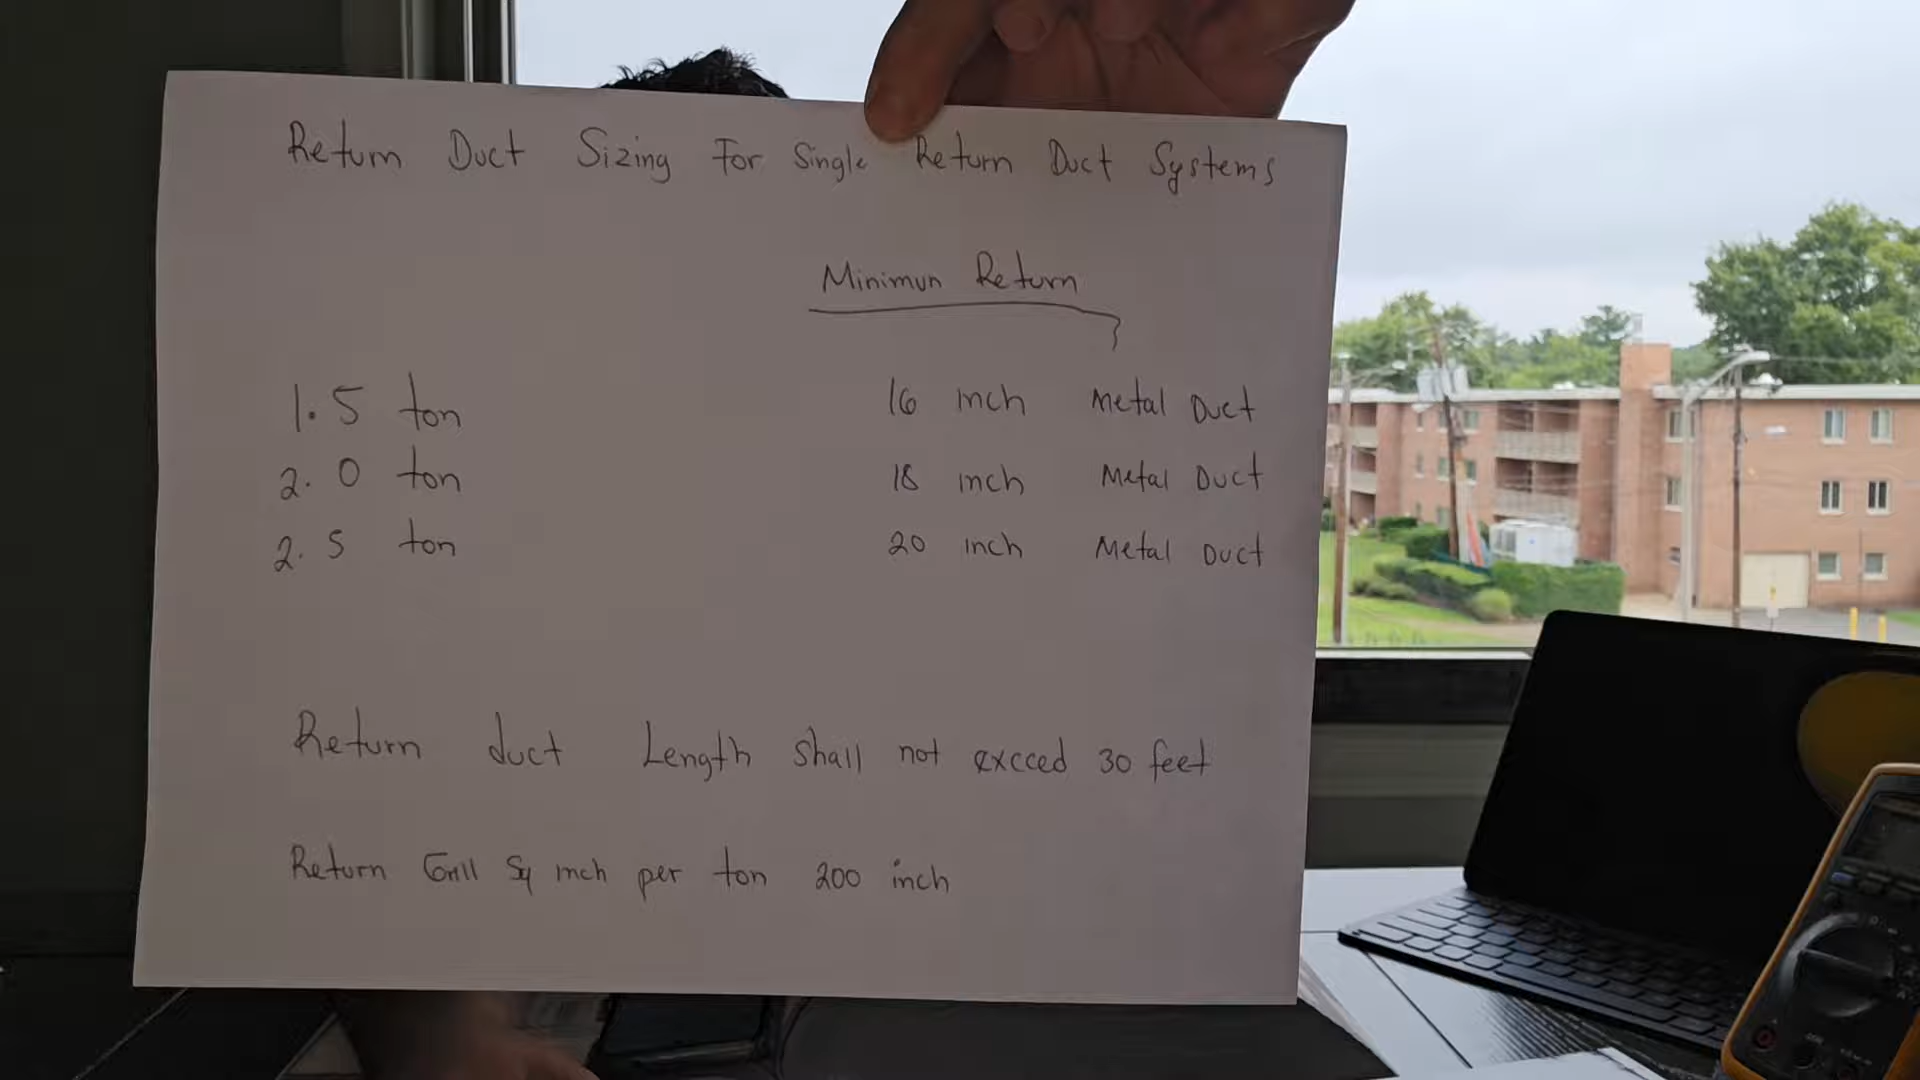 Return Duct Sizing For Single Return Duct Systems
Minimun Return
1.5 ton 16 inch Metal Duct
2.0 ton 18 inch Metal Duct
2.5 ton 20 inch Metal Duct
Return duct Length shall not exceed 30 feet
Return Grill Sq inch per ton 200 inch